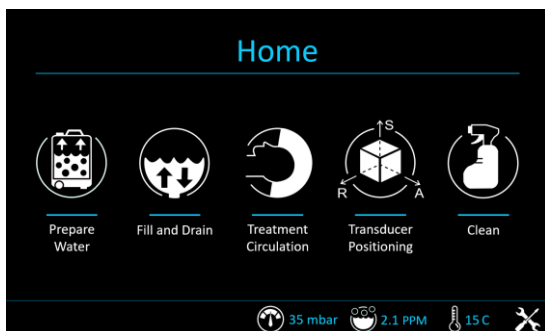 Home
S
R
A
Prepare
Water
Fill and Drain
Treatment
Circulation
Transducer
Positioning
Clean
35 mbar
2.1 PPM
15 C